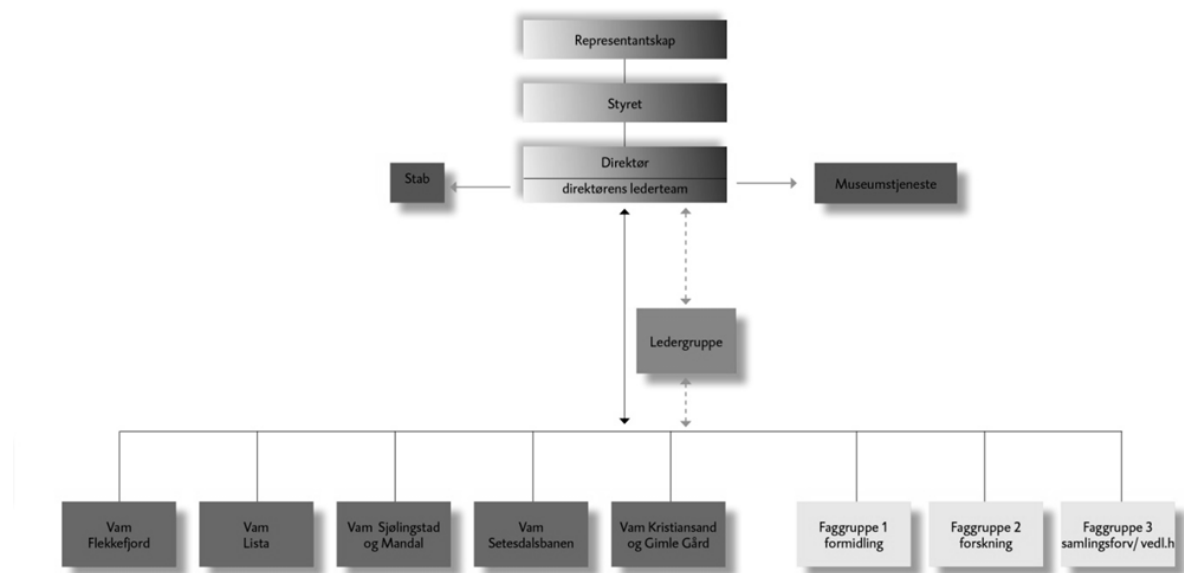 Representantskap
Styret
Direktør
direktørens lederteam
Stab
Museumstjeneste
Ledergruppe
Vam
Flekkefjord
Vam
Lista
Vam Sjølingstad
og Mandal
Vam
Setesdalsbanen
Vam Kristiansand
og Gimle Gård
Faggruppe 1
formidling
Faggruppe 2
forskning
Faggruppe 3
samlingsforv/ vedl.h